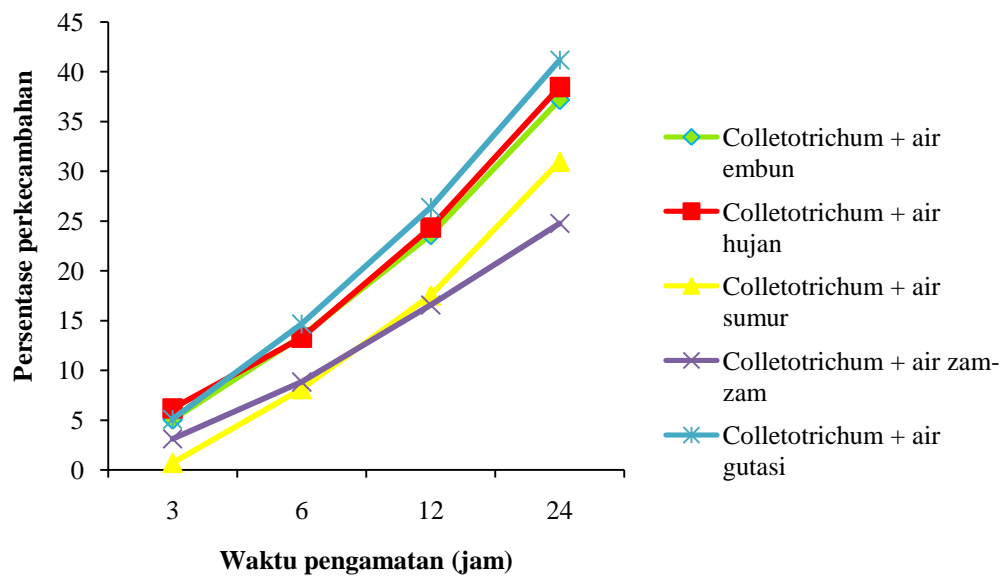 45
40
35
30
25
20
15
10
5
0
Persentase perkecambahan
3 6 12 24
Waktu pengamatan (jam)
Colletotrichum + air
embun
Colletotrichum + air
hujan
Colletotrichum + air
sumur
Colletotrichum + air zam-
zam
Colletotrichum + air
gutasi